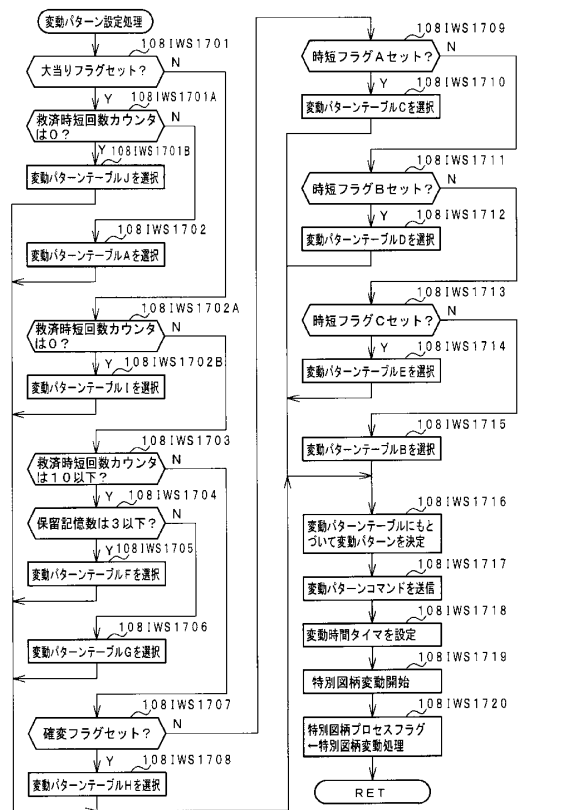 変動パターン設定処理
108IWS1701
大当りフラグセット？
N
Y
108IWS1701A
救済時短回数カウンタ
は0？
N
Y
108IWS1701B
変動パターンテーブルJを選択
108IWS1702
変動パターンテーブルAを選択
108IWS1702A
救済時短回数カウンタ
は0？
N
Y
108IWS1702B
変動パターンテーブルIを選択
108IWS1703
救済時短回数カウンタ
は10以下？
N
Y
108IWS1704
保留記憶数は3以下？
N
Y
108IWS1705
変動パターンテーブルFを選択
108IWS1706
変動パターンテーブルGを選択
108IWS1707
確変フラグセット？
N
Y
108IWS1708
変動パターンテーブルHを選択
108IWS1709
時短フラグAセット？
N
Y
108IWS1710
変動パターンテーブルCを選択
108IWS1711
時短フラグBセット？
N
Y
108IWS1712
変動パターンテーブルDを選択
108IWS1713
時短フラグCセット？
N
Y
108IWS1714
変動パターンテーブルEを選択
108IWS1715
変動パターンテーブルBを選択
108IWS1716
変動パターンテーブルにもと
づいて変動パターンを決定
108IWS1717
変動パターンコマンドを送信
108IWS1718
変動時間タイマを設定
108IWS1719
特別図柄変動開始
108IWS1720
特別図柄プロセスフラグ
←特別図柄変動処理
RET